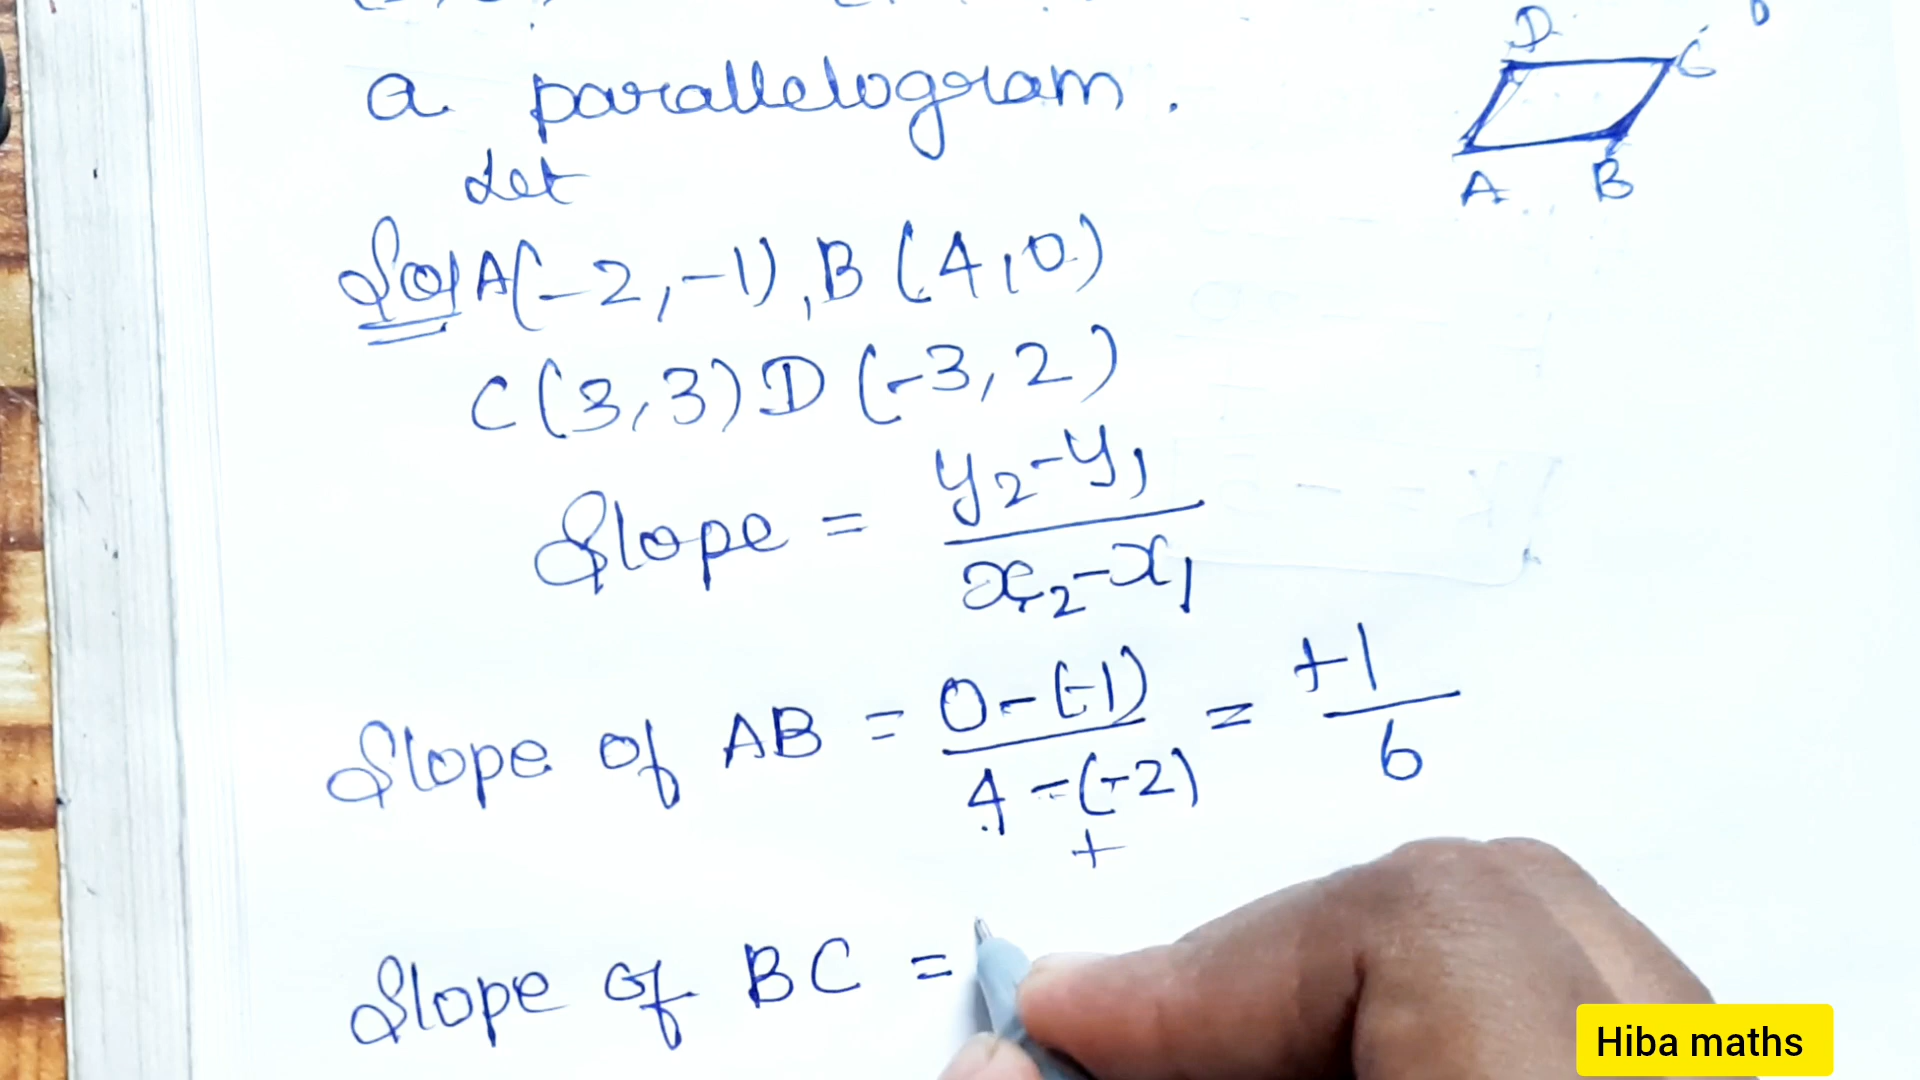 a parallelogram.
D
C
A B
Let
Sol A(-2,-1), B(4,0)
C(3,3) D(-3,2)
Slope = y₂-y₁ / x₂-x₁
Slope of AB = 0-(-1) / 4-(-2) = +1 / 6
+
Slope of BC =
Hiba maths